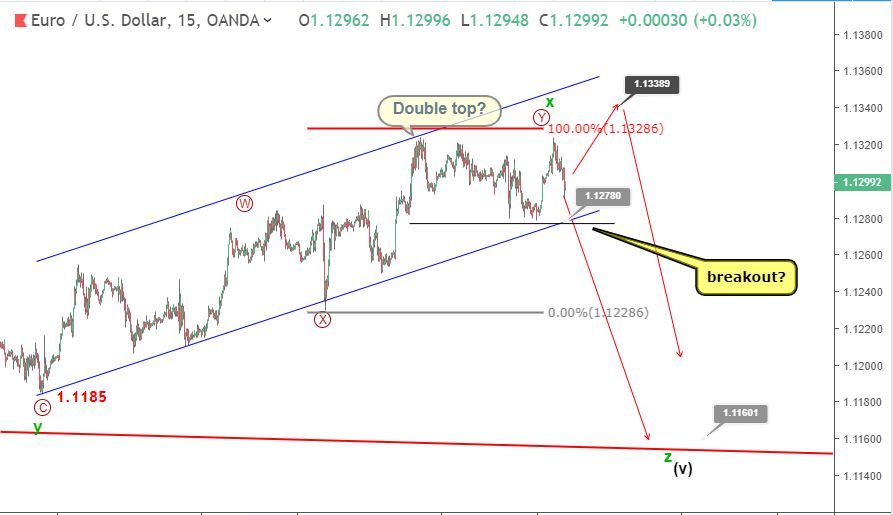 Euro / U.S. Dollar, 15, OANDA O1.12962 H1.12996 L1.12948 C1.12992 +0.00030 (+0.03%)
1.13800
1.13600
1.13389
1.13400
Double top?
x
Y
100.00%(1.13286)
1.13200
1.12992
W
1.12780
1.12800
breakout?
1.12600
1.12400
X
0.00%(1.12286)
1.12200
1.12000
1.1185
C
1.11800
y
1.11601
1.11600
z
(v)
1.11400